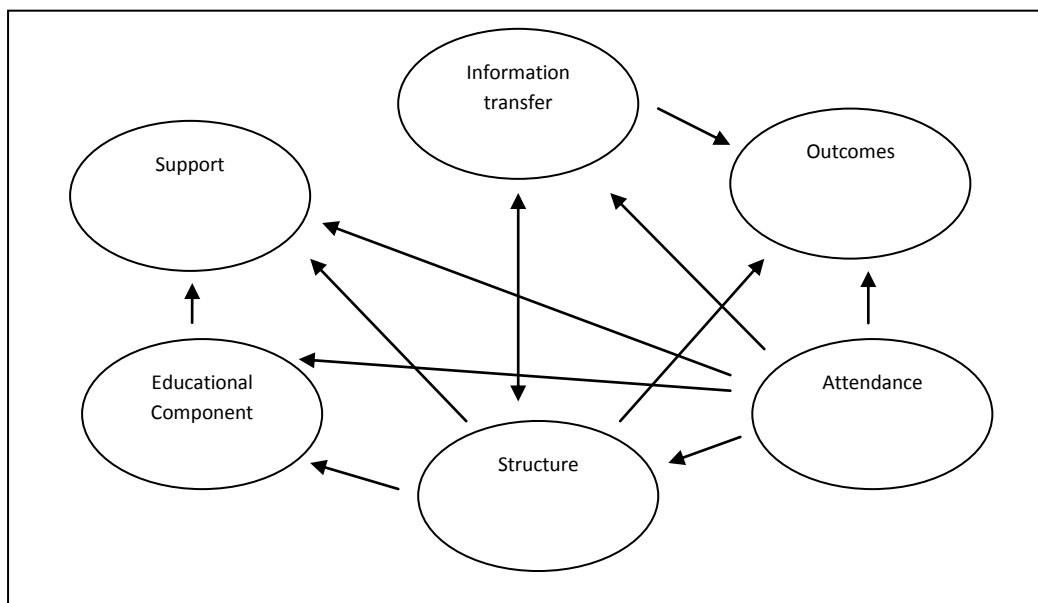 Information
transfer
Outcomes
Support
Educational
Component
Attendance
Structure